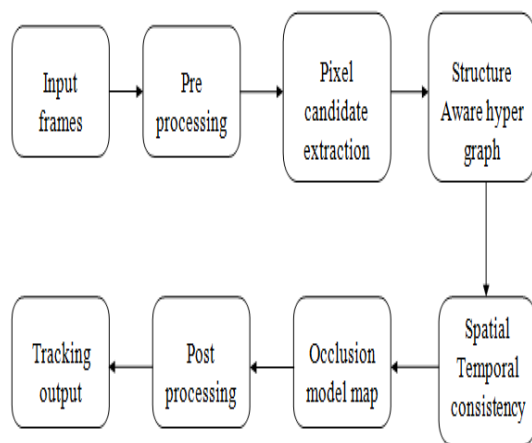 Input
frames
Pre
processing
Pixel
candidate
extraction
Structure
Aware hyper
graph
Spatial
Temporal
consistency
Occlusion
model map
Post
processing
Tracking
output